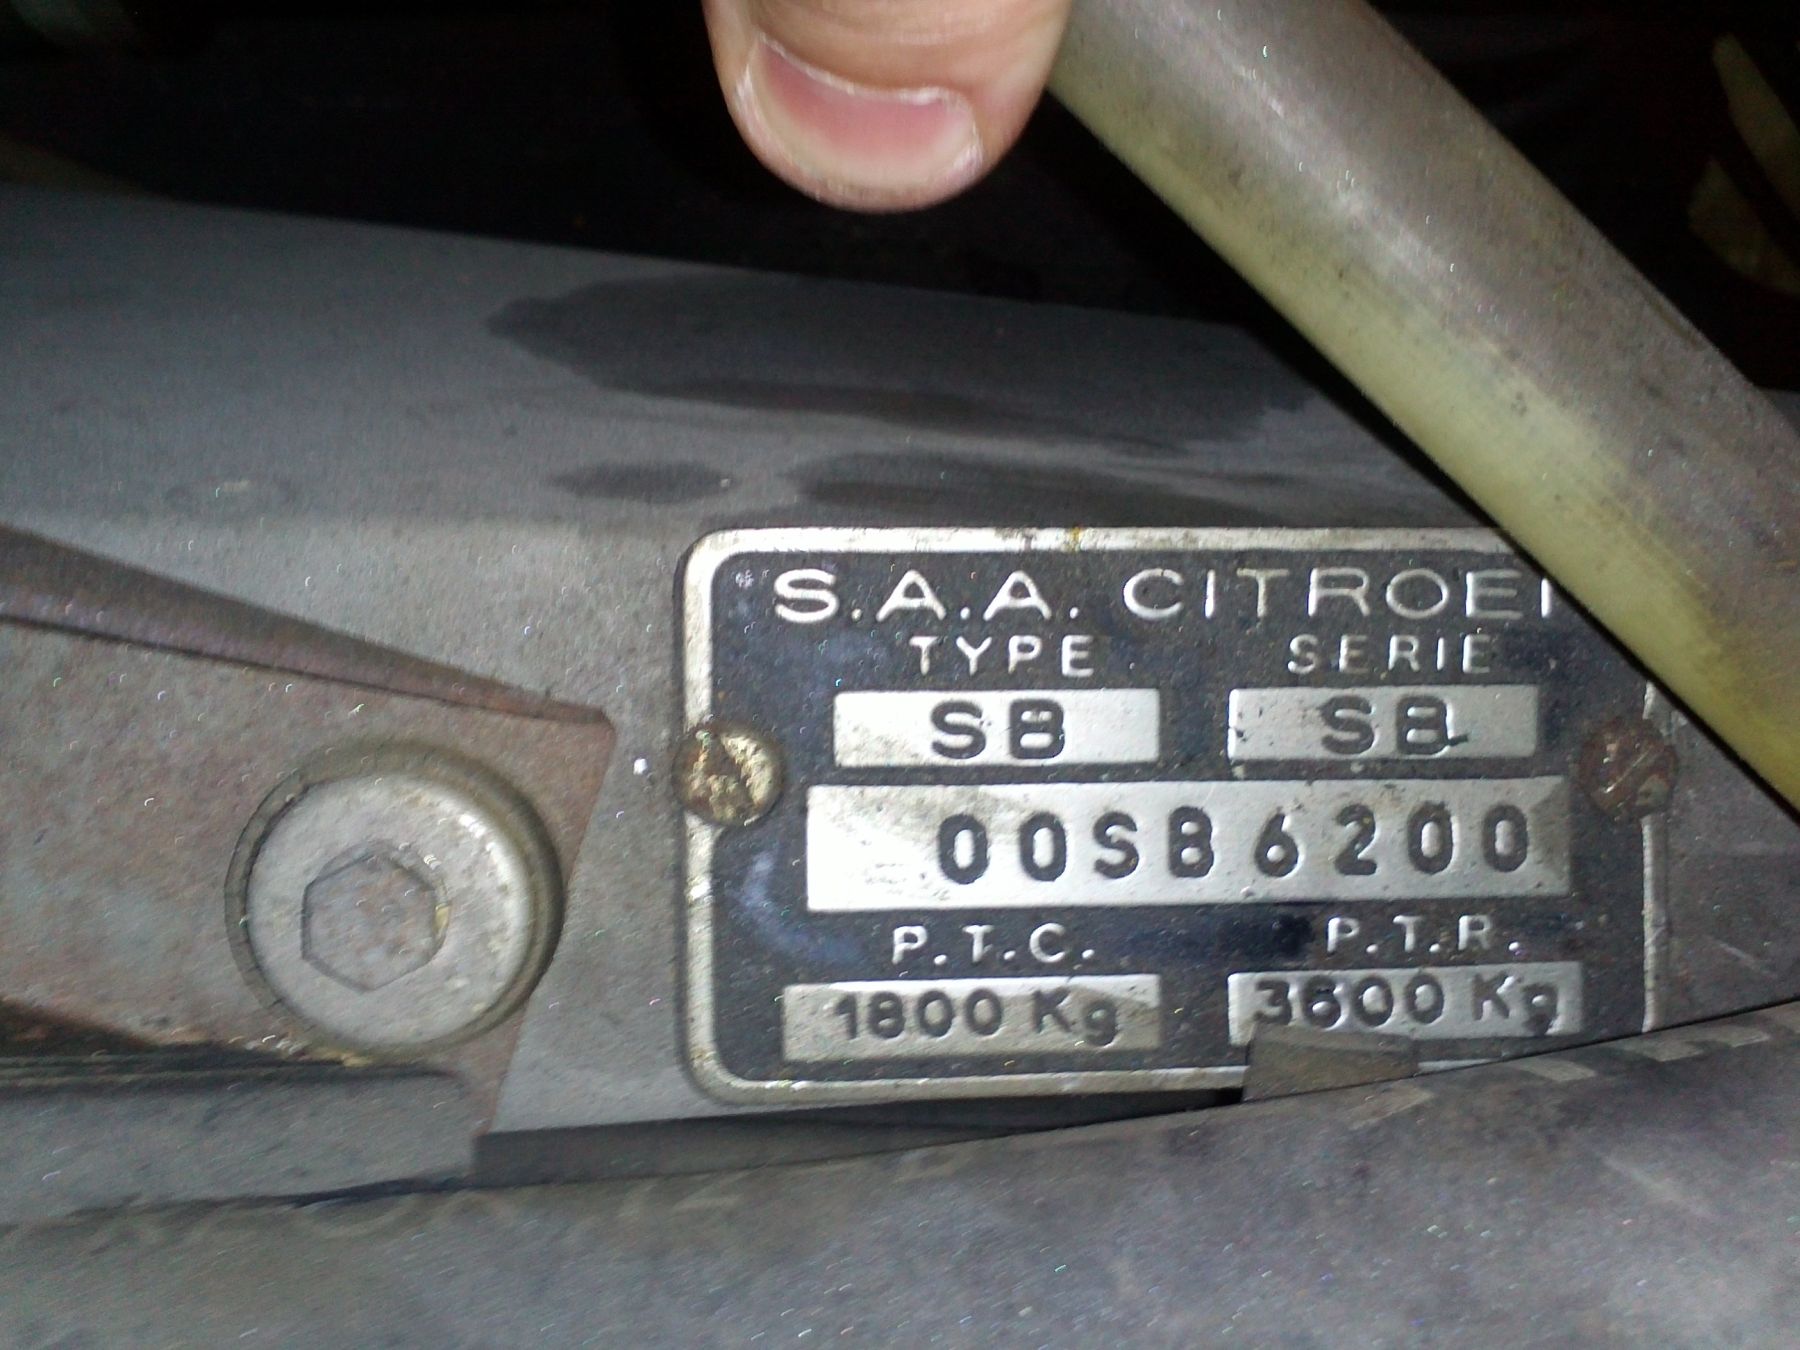 S.A.A. CITROEN
TYPE SERIE
SB SB
00SB6200
P.T.C. P.T.R.
1800 Kg 3600 Kg